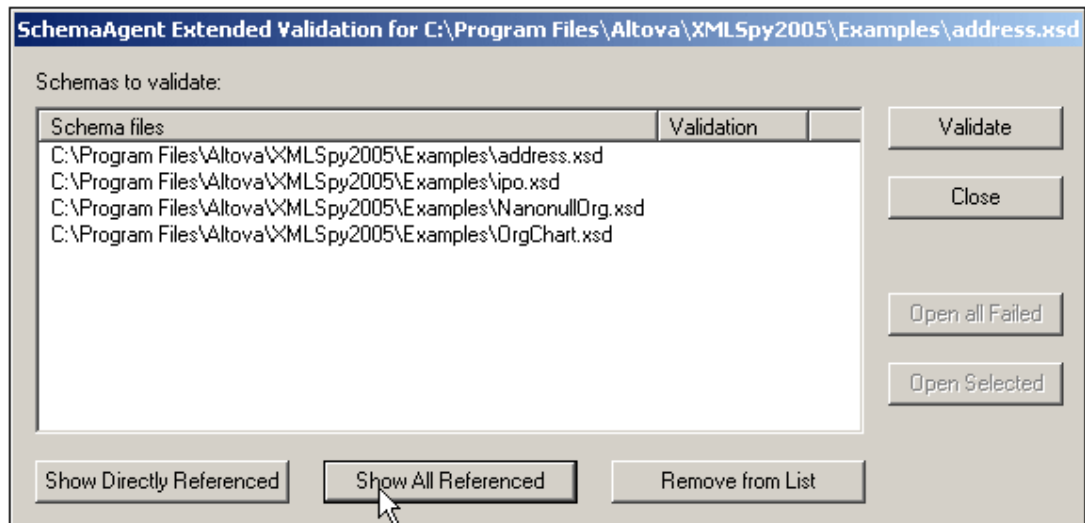 SchemaAgent Extended Validation for C:\Program Files\Altova\XMLSpy2005\Examples\address.xsd
Schemas to validate:
Schema files Validation
C:\Program Files\Altova\XMLSpy2005\Examples\address.xsd
C:\Program Files\Altova\XMLSpy2005\Examples\ipo.xsd
C:\Program Files\Altova\XMLSpy2005\Examples\NanonullOrg.xsd
C:\Program Files\Altova\XMLSpy2005\Examples\OrgChart.xsd
Validate
Close
Open all Failed
Open Selected
Show Directly Referenced
Show All Referenced
Remove from List